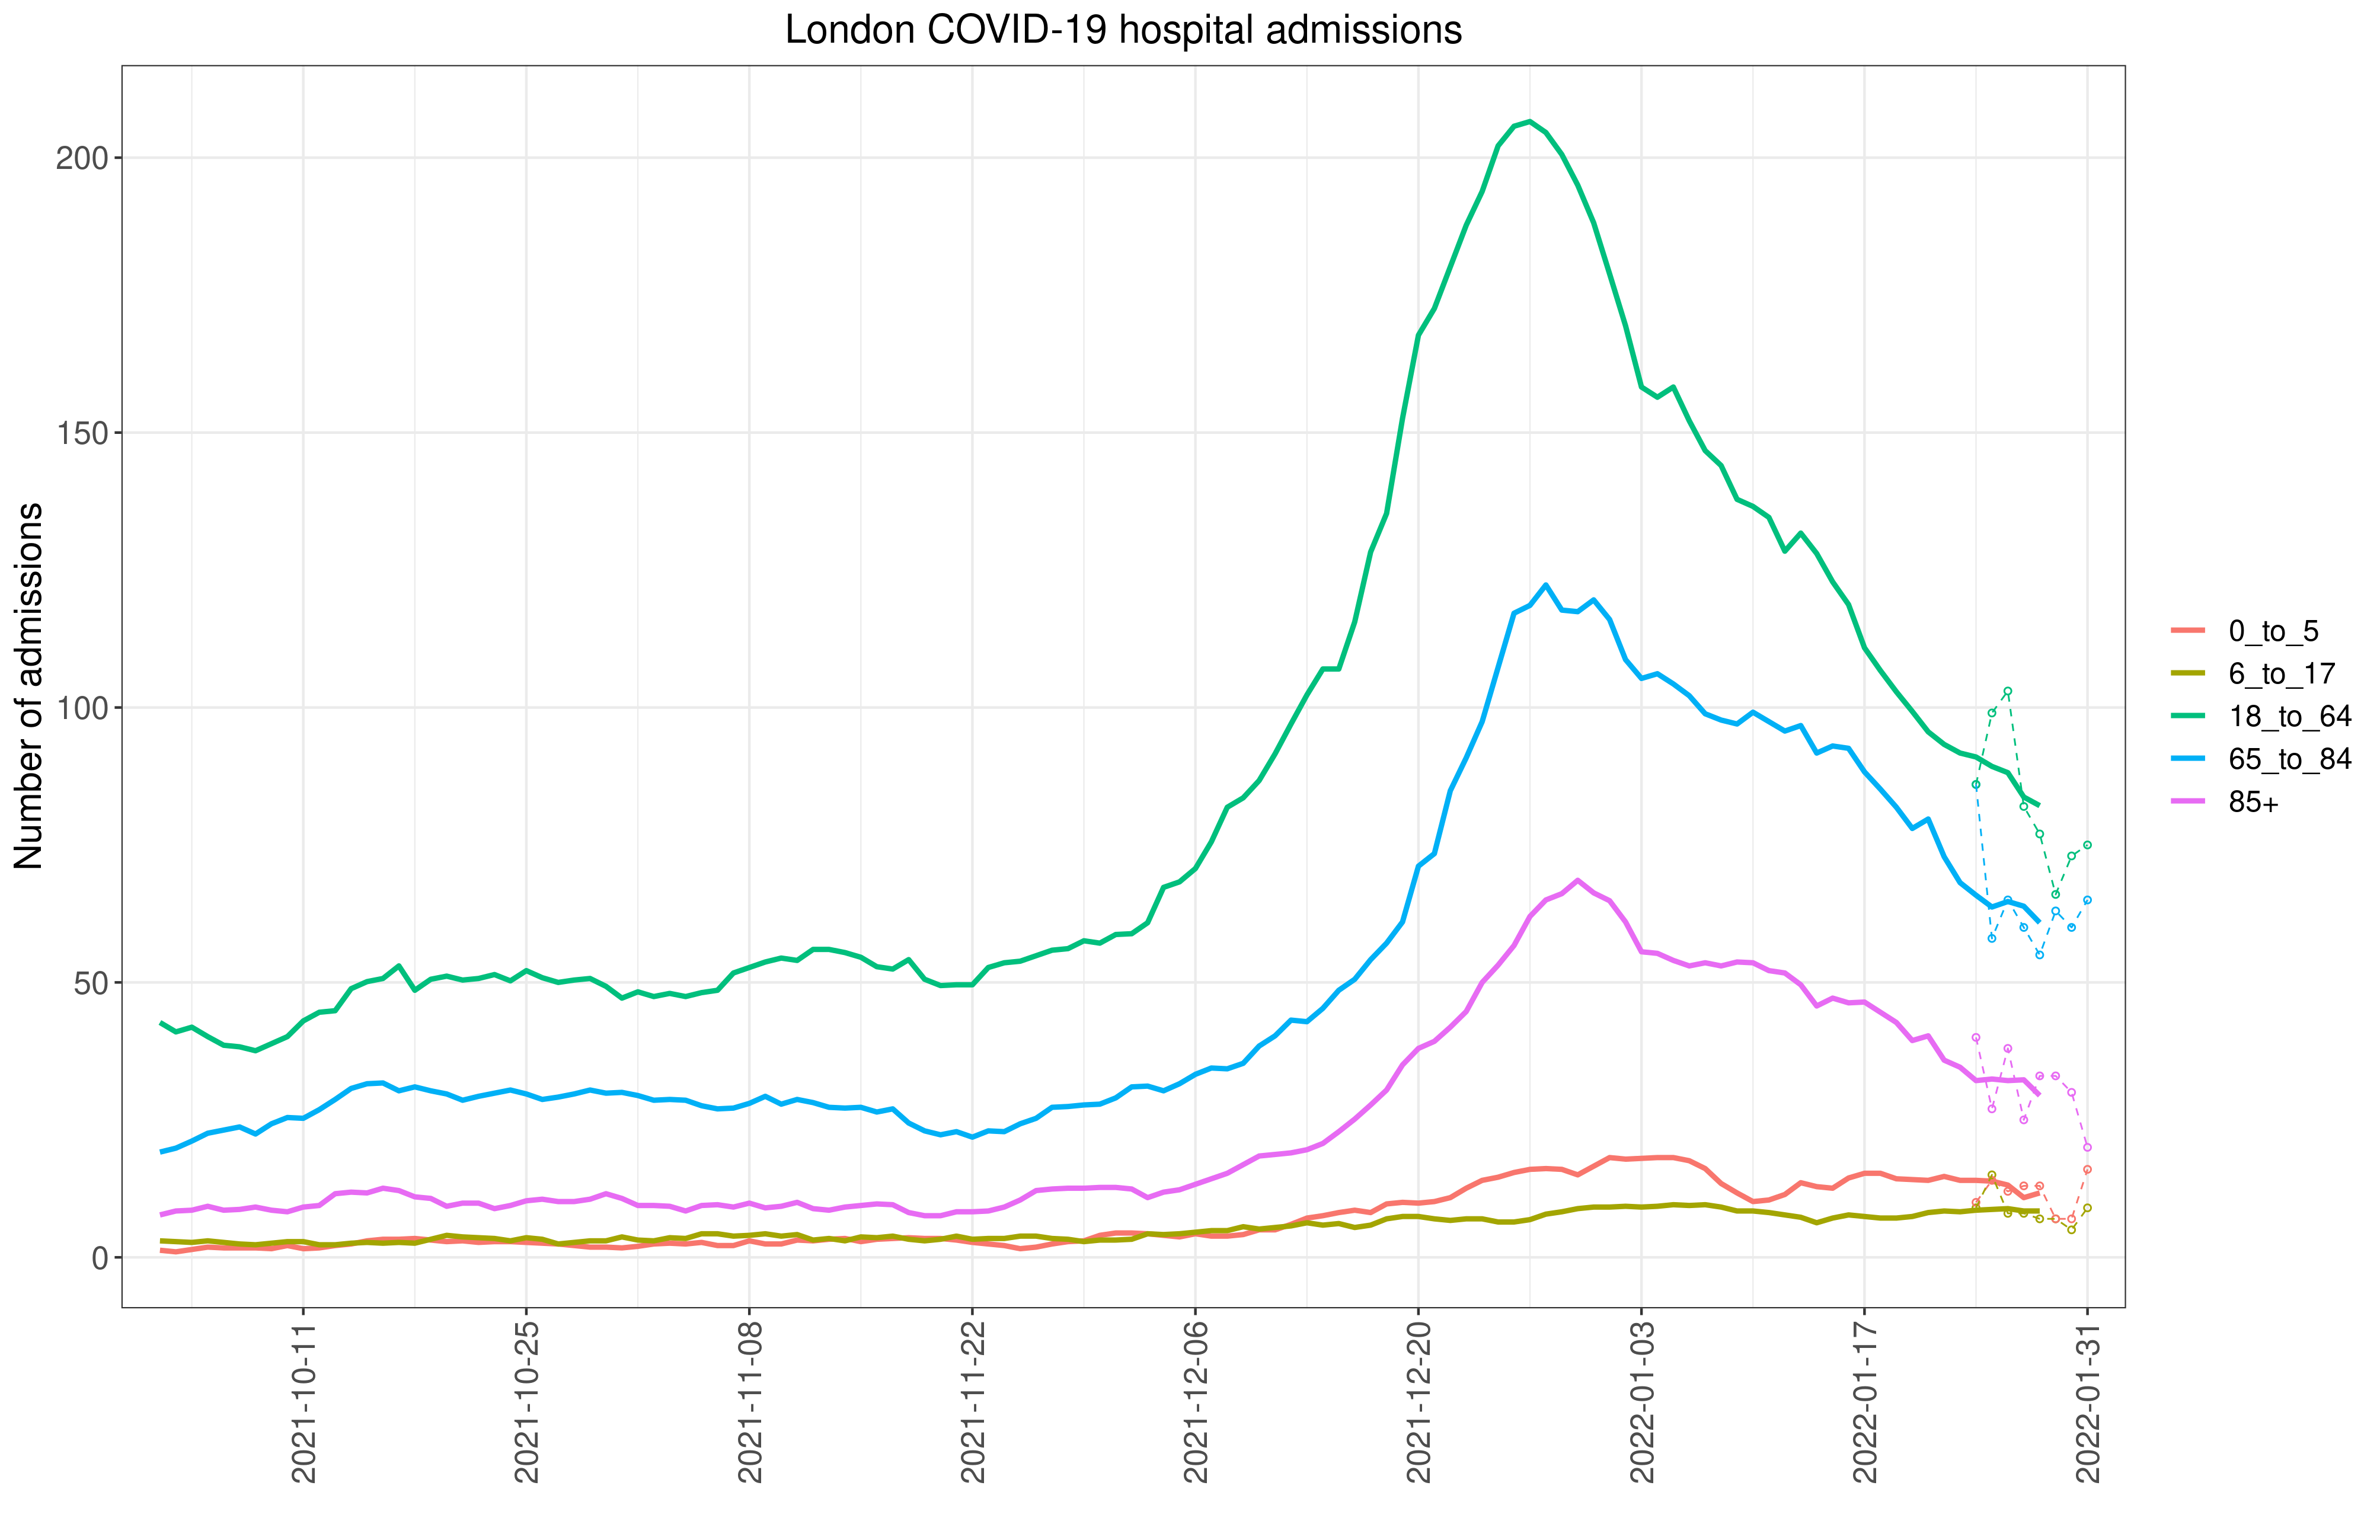 London COVID-19 hospital admissions
Number of admissions
200
150
100
50
0
2021-10-11
2021-10-25
2021-11-08
2021-11-22
2021-12-06
2021-12-20
2022-01-03
2022-01-17
2022-01-31
0_to_5
6_to_17
18_to_64
65_to_84
85+